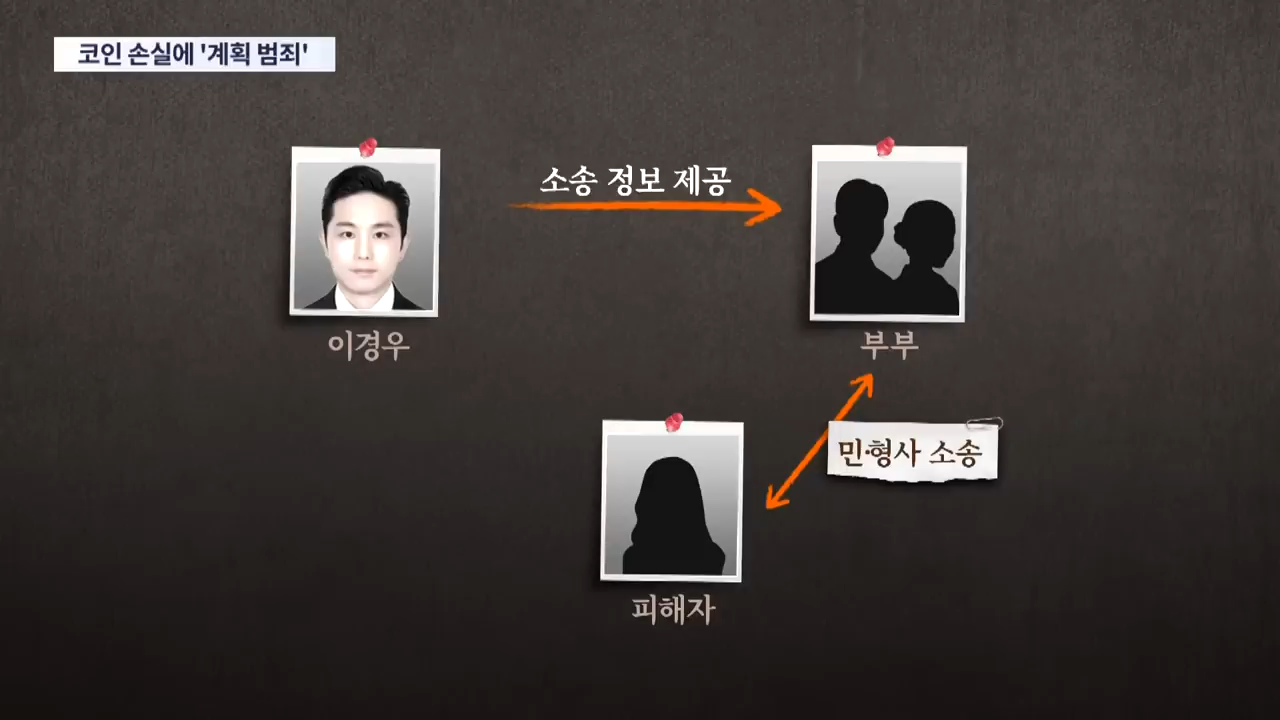 코인 손실에 '계획 범죄'
소송 정보 제공
이경우
부부
민·형사 소송
피해자